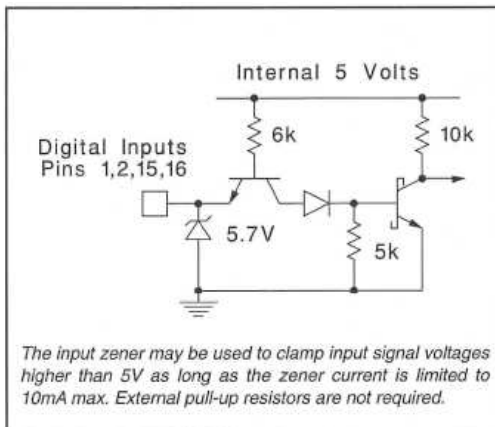 Internal 5 Volts
6k
10k
Digital Inputs
Pins 1,2,15,16
5.7V
5k
The input zener may be used to clamp input signal voltages
higher than 5V as long as the zener current is limited to
10mA max. External pull-up resistors are not required.